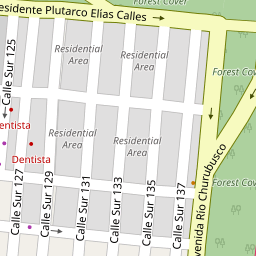 Forest Cover
esidente Plutarco Elías Calles
Residential
Area
Residential
Area
Calle Sur 125
Forest Cover
entista
Dentista
Residential
Area
Residential
Area
Avenida Río Churubusco
Forest Cover
Calle Sur 127
Calle Sur 129
Calle Sur 131
Calle Sur 133
Calle Sur 135
Calle Sur 137